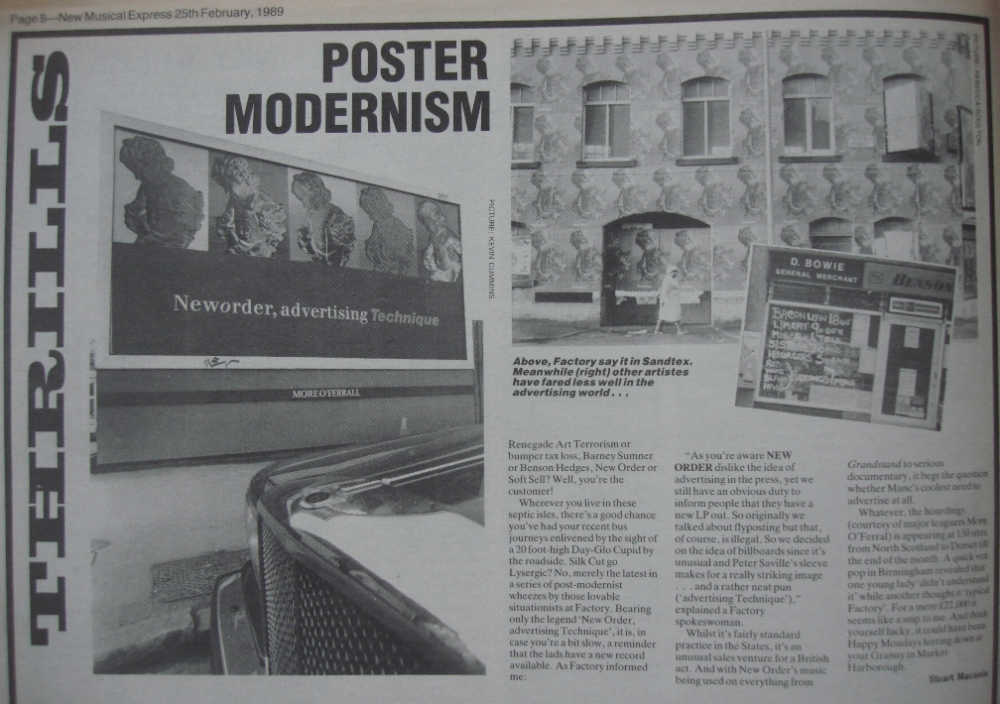 Page 8—New Musical Express 25th February, 1989
THRILLS
POSTER
MODERNISM
Neworder, advertising Technique
MORE O'FERRALL
PICTURE: KEVIN CUMMINS
D. BOWIE
GENERAL MERCHANT
BENSON
BACON
Above, Factory say it in Sandtex.
Meanwhile (right) other artistes
have fared less well in the
advertising world . . .
Renegade Art Terrorism or
bumper tax loss, Barney Sumner
or Benson Hedges, New Order or
Soft Sell? Well, you're the
customer!
Wherever you live in these
septic isles, there's a good chance
you've had your recent bus
journeys enlivened by the sight of
a 20 foot-high Day-Glo Cupid by
the roadside. Silk Cut go
Lysergic? No, merely the latest in
a series of post-modernist
wheezes by those lovable
situationists at Factory. Bearing
only the legend 'New Order,
advertising Technique', it is, in
case you're a bit slow, a reminder
that the lads have a new record
available. As Factory informed
me:
"As you're aware NEW
ORDER dislike the idea of
advertising in the press, yet we
still have an obvious duty to
inform people that they have a
new LP out. So originally we
talked about flyposting but that,
of course, is illegal. So we decided
on the idea of billboards since it's
unusual and Peter Saville's sleeve
makes for a really striking image
. . . and a rather neat pun
('advertising Technique'),"
explained a Factory
spokeswoman.
Whilst it's fairly standard
practice in the States, it's an
unusual sales venture for a British
act. And with New Order's music
being used on everything from
Grandstand to serious
documentary, it begs the question
whether Manc's coolest need to
advertise at all.
Whatever, the hoardings
(courtesy of major leaguers More
O'Ferral) is appearing at 150 sites
from North Scotland to Dorset till
the end of the month. A quick vox
pop in Birmingham revealed that
one young lady 'didn't understand
it' while another thought it 'typical
Factory'. For a mere £22,000 it
seems like a snip to me. And think
yourself lucky, it could have been
Happy Mondays leering down at
your Granny in Market
Harborough.
Stuart Maconie